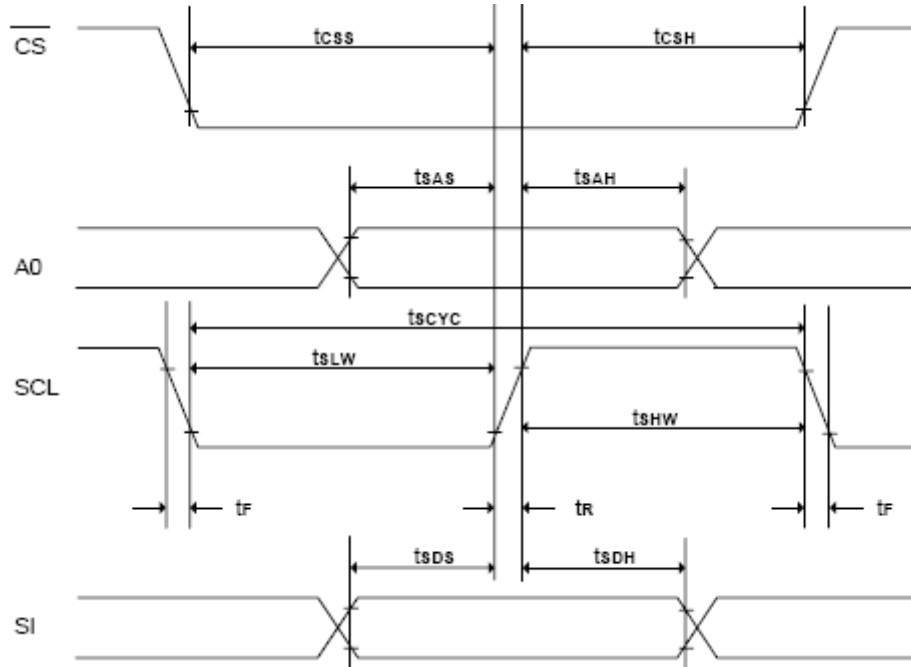 CS
tCSS
tCSH
tSAS
tSAH
A0
tSCYC
tSLW
SCL
tSHW
tF
tR
tF
tSDS
tSDH
SI